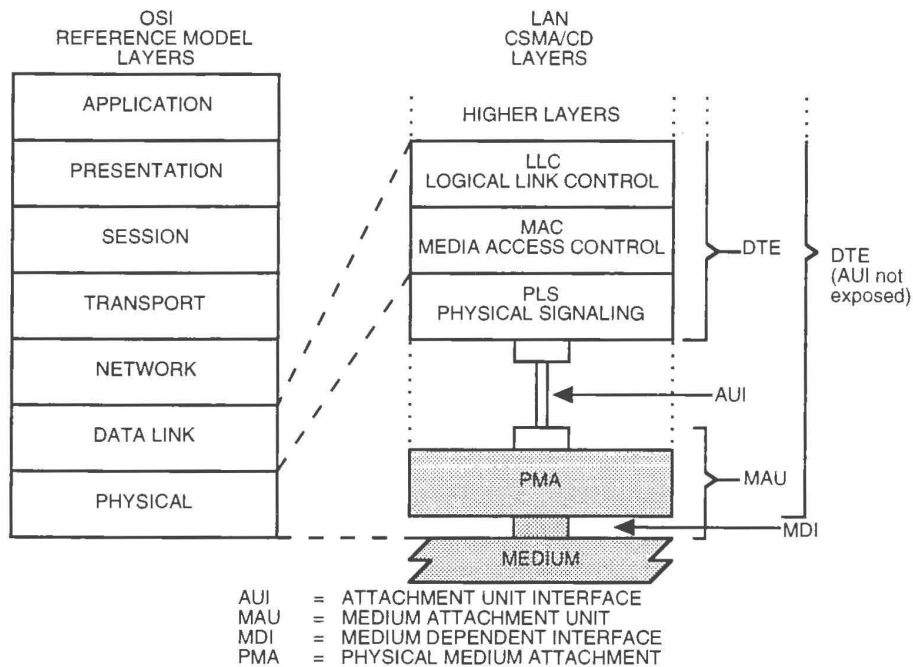 OSI
REFERENCE MODEL
LAYERS
APPLICATION
PRESENTATION
SESSION
TRANSPORT
NETWORK
DATA LINK
PHYSICAL
LAN
CSMA/CD
LAYERS
HIGHER LAYERS
LLC
LOGICAL LINK CONTROL
MAC
MEDIA ACCESS CONTROL
PLS
PHYSICAL SIGNALING
DTE
DTE
(AUI not
exposed)
AUI
PMA
MAU
MDI
MEDIUM
AUI = ATTACHMENT UNIT INTERFACE
MAU = MEDIUM ATTACHMENT UNIT
MDI = MEDIUM DEPENDENT INTERFACE
PMA = PHYSICAL MEDIUM ATTACHMENT